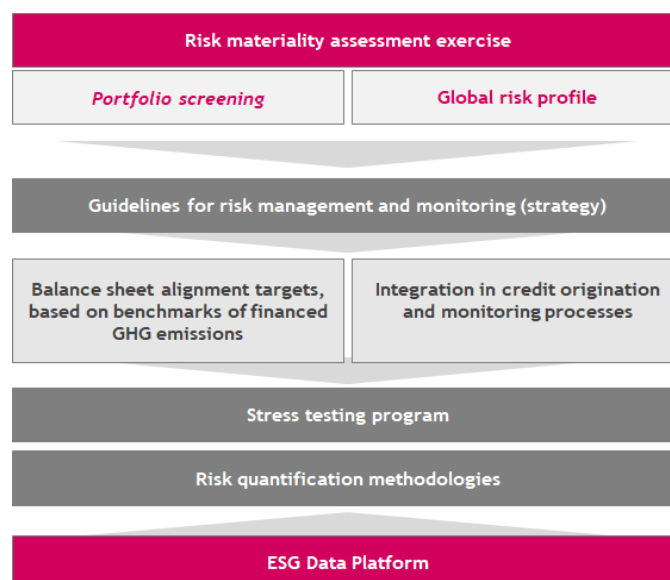 Risk materiality assessment exercise
Portfolio screening
Global risk profile
Guidelines for risk management and monitoring (strategy)
Balance sheet alignment targets,
based on benchmarks of financed
GHG emissions
Integration in credit origination
and monitoring processes
Stress testing program
Risk quantification methodologies
ESG Data Platform